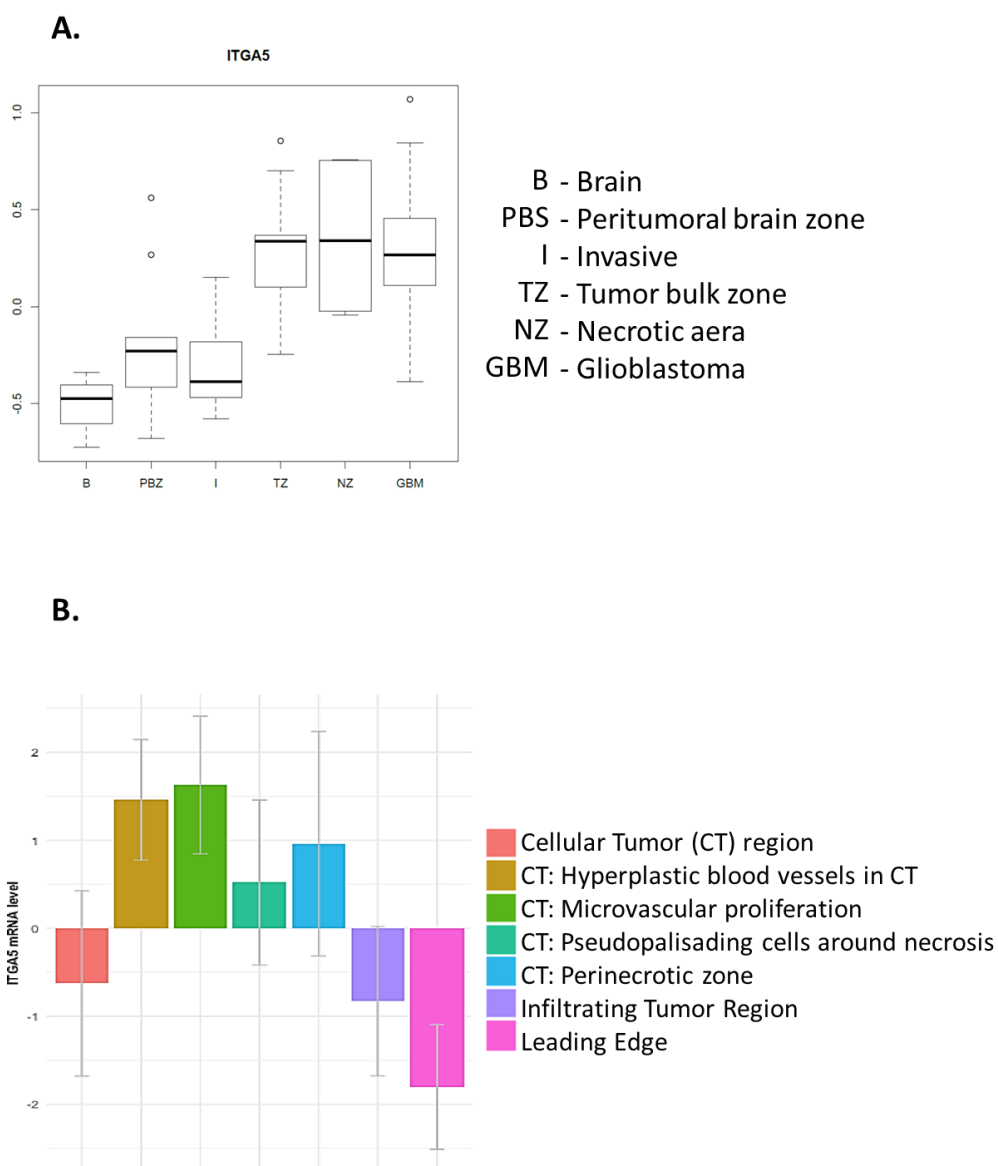 A.
ITGA5
1.0
0.5
0.0
-0.5
B PBZ I TZ NZ GBM
B - Brain
PBS - Peritumoral brain zone
I - Invasive
TZ - Tumor bulk zone
NZ - Necrotic aera
GBM - Glioblastoma
B.
ITGA5 mRNA level
2
1
0
-1
-2
Cellular Tumor (CT) region
CT: Hyperplastic blood vessels in CT
CT: Microvascular proliferation
CT: Pseudopalisading cells around necrosis
CT: Perinecrotic zone
Infiltrating Tumor Region
Leading Edge